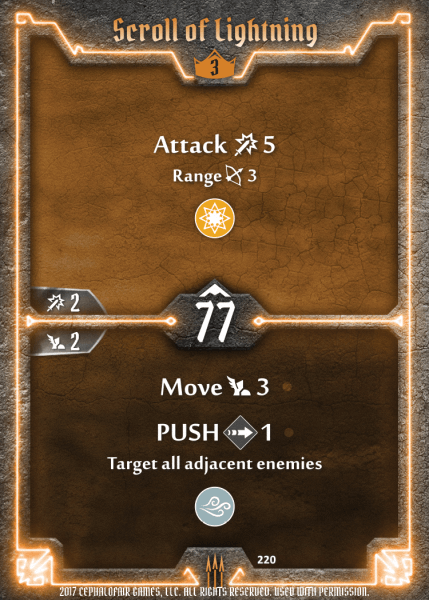 Scroll of Lightning
3
Attack 5
Range 3
2
77
2
Move 3
PUSH 1
Target all adjacent enemies
220
2017 CEPHALOFAIR GAMES, LLC. ALL RIGHTS RESERVED. USED WITH PERMISSION.